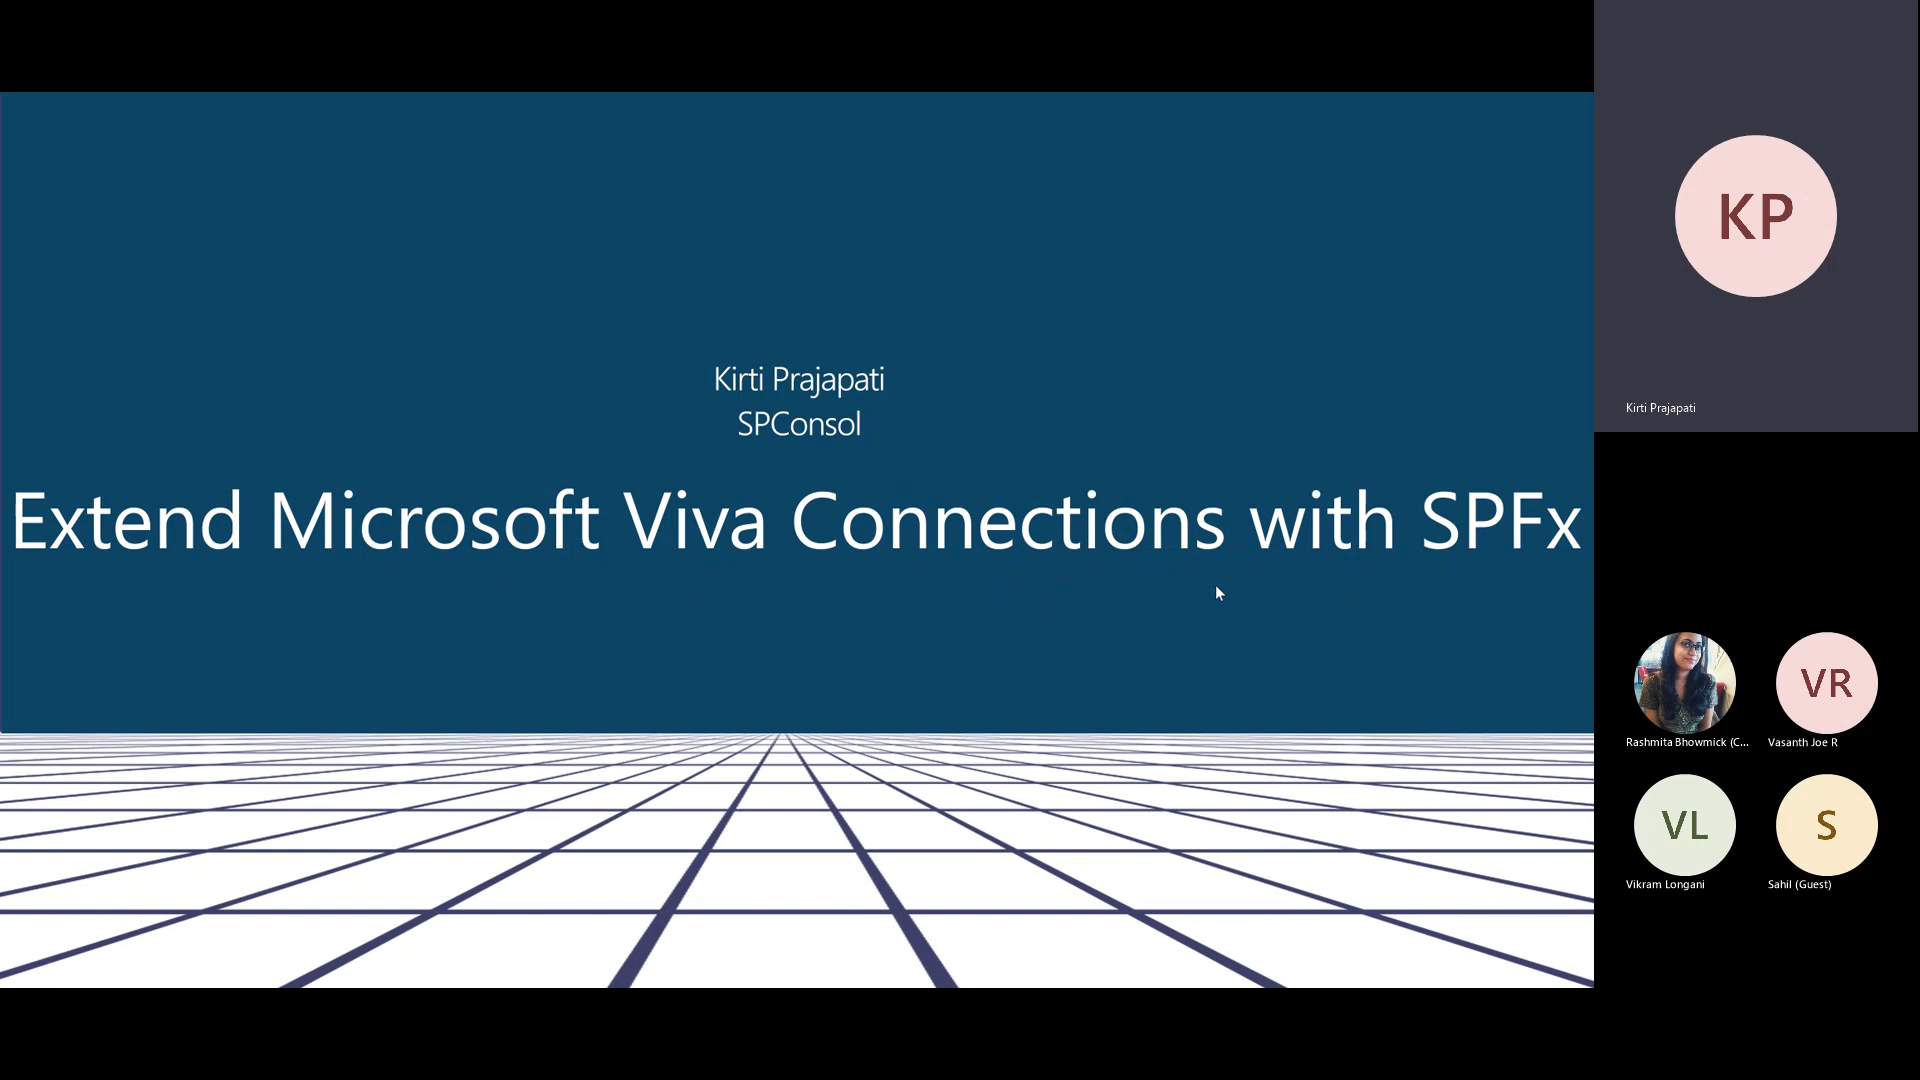 Kirti Prajapati
SPConsol
Extend Microsoft Viva Connections with SPFx
KP
Kirti Prajapati
VR
Rashmita Bhowmick (C...
Vasanth Joe R
VL
S
Vikram Longani
Sahil (Guest)